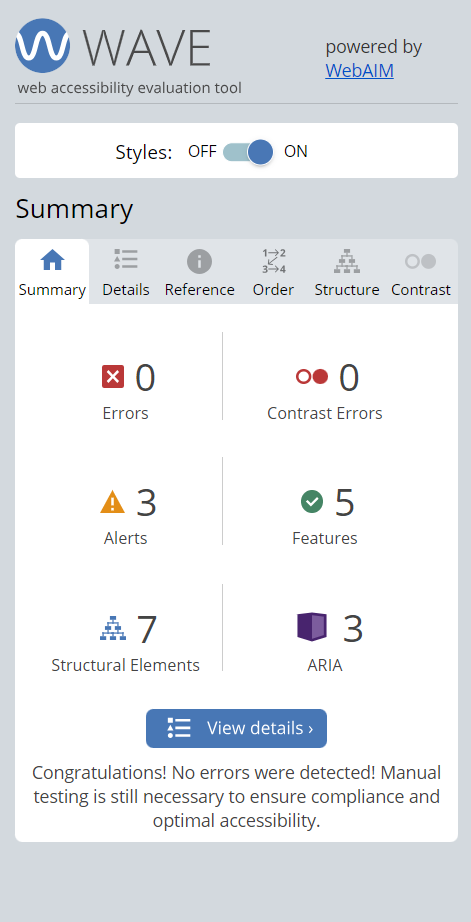 WAVE
web accessibility evaluation tool
powered by
WebAIM
Styles: OFF ON
Summary
Summary Details Reference Order Structure Contrast
1 2
3 4
0
Errors
0
Contrast Errors
3
Alerts
5
Features
7
Structural Elements
3
ARIA
View details ›
Congratulations! No errors were detected! Manual
testing is still necessary to ensure compliance and
optimal accessibility.